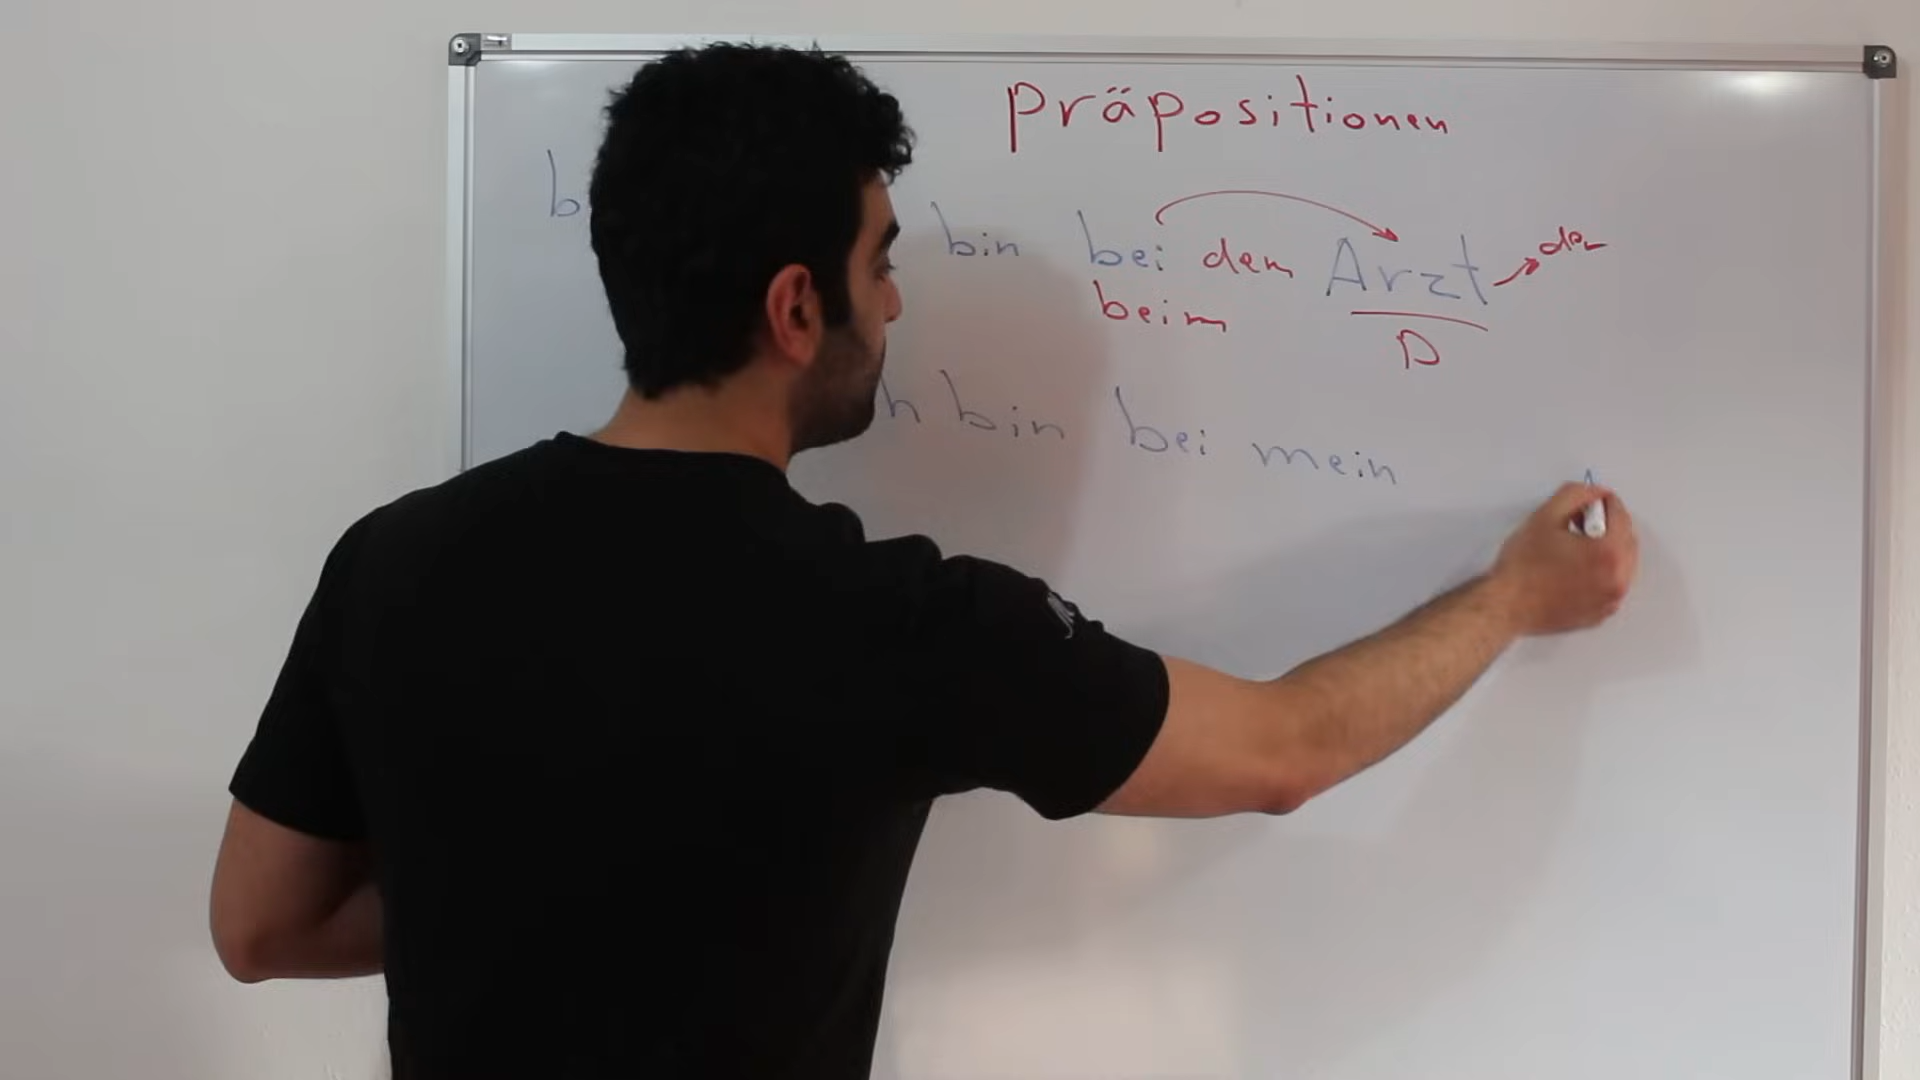 Präpositionen
bin bei dem Arzt der
beim
D
bin bei mein